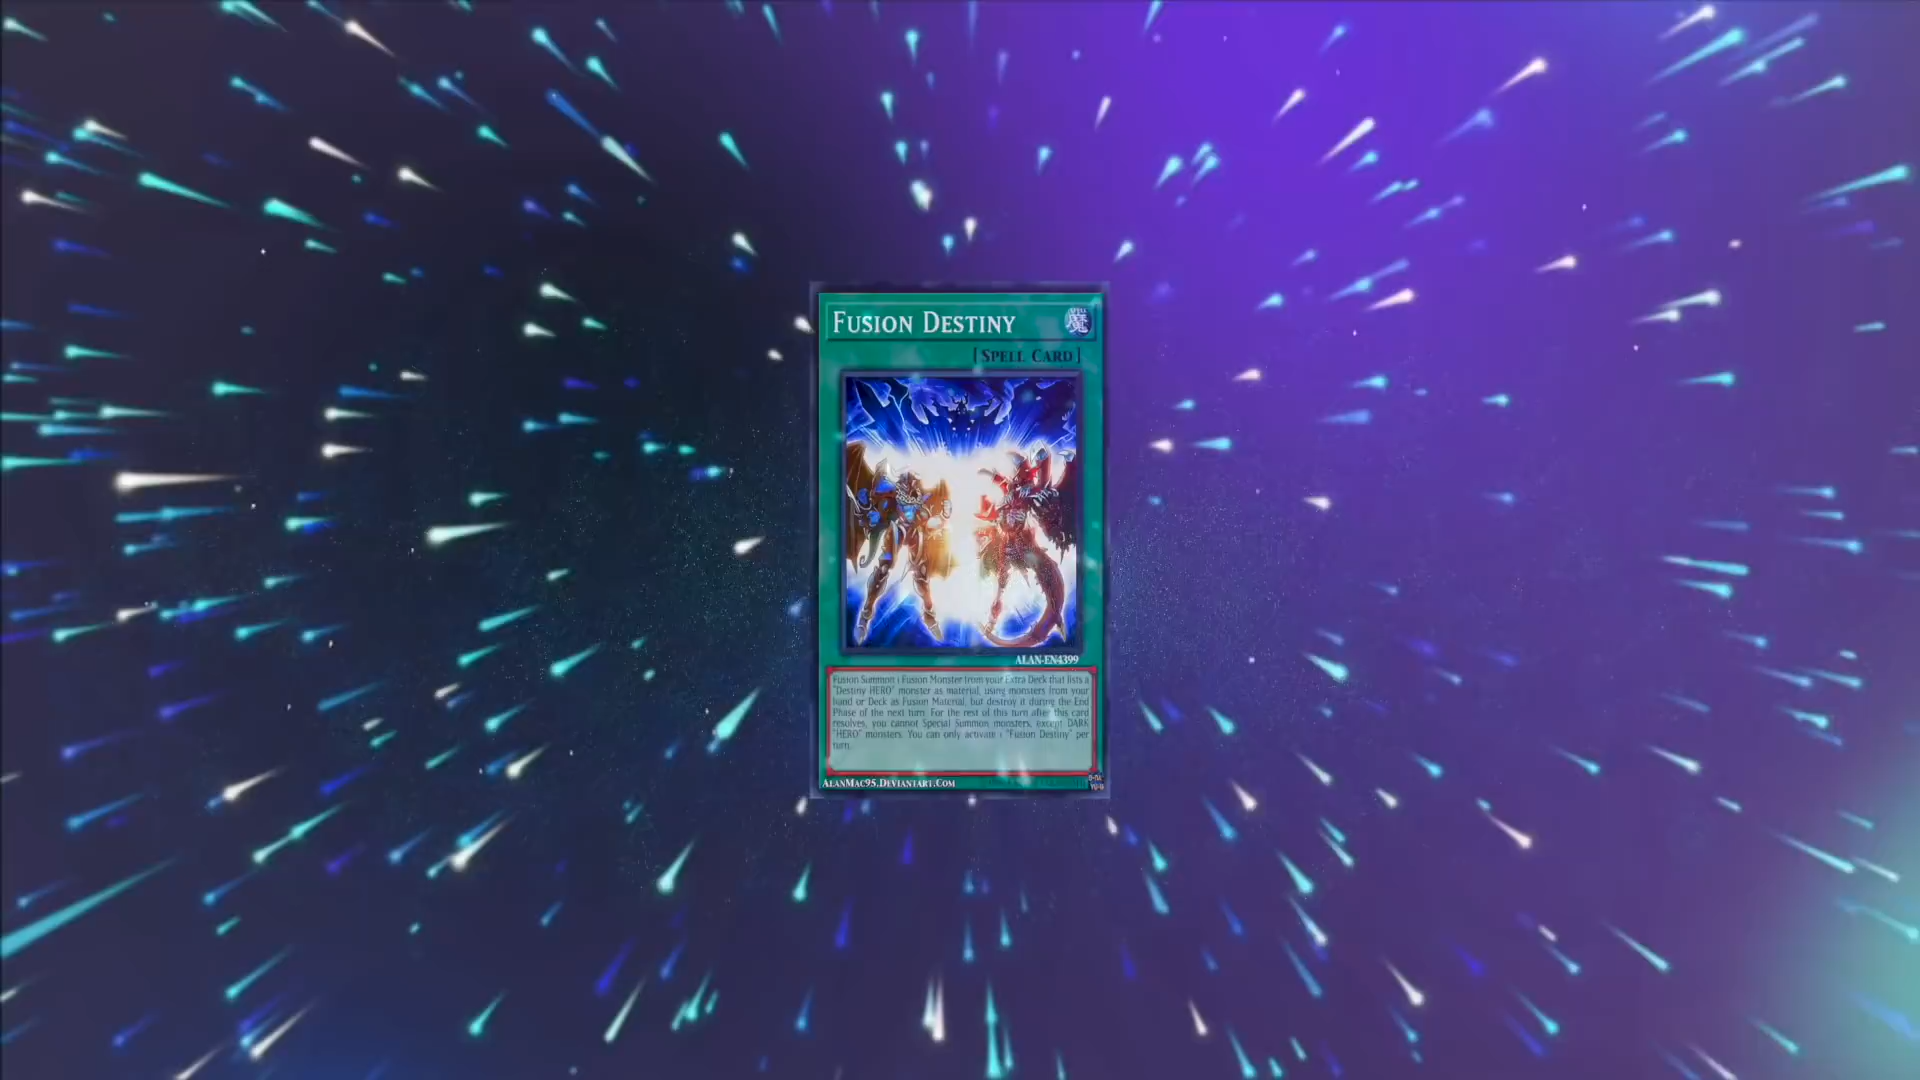 FUSION DESTINY
SPELL
魔
[SPELL CARD]
ALAN-EN4399
Fusion Summon 1 Fusion Monster from your Extra Deck that lists a
"Destiny HERO" monster as material, using monsters from your
hand or Deck as Fusion Material, but destroy it during the End
Phase of the next turn. For the rest of this turn after this card
resolves, you cannot Special Summon monsters, except DARK
"HERO" monsters. You can only activate 1 "Fusion Destiny" per
turn.
ALANMAC95.DEVIANTART.COM